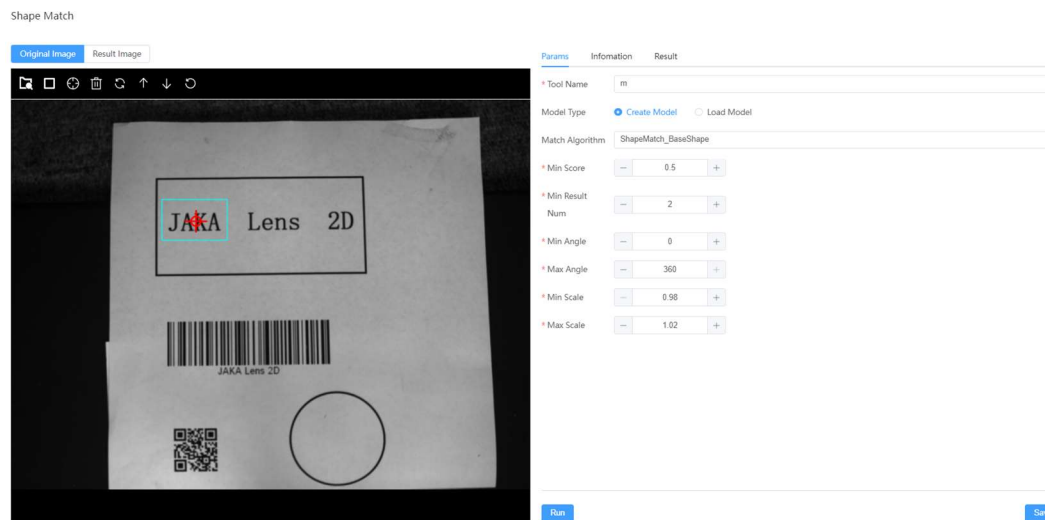 Shape Match
Original Image
Result Image
JAKA Lens 2D
JAKA Lens 2D
Params
Infomation
Result
* Tool Name
m
Model Type
Create Model
Load Model
Match Algorithm
ShapeMatch_BaseShape
* Min Score
− 0.5 +
* Min Result
Num
− 2 +
* Min Angle
− 0 +
* Max Angle
− 360 +
* Min Scale
− 0.98 +
* Max Scale
− 1.02 +
Run